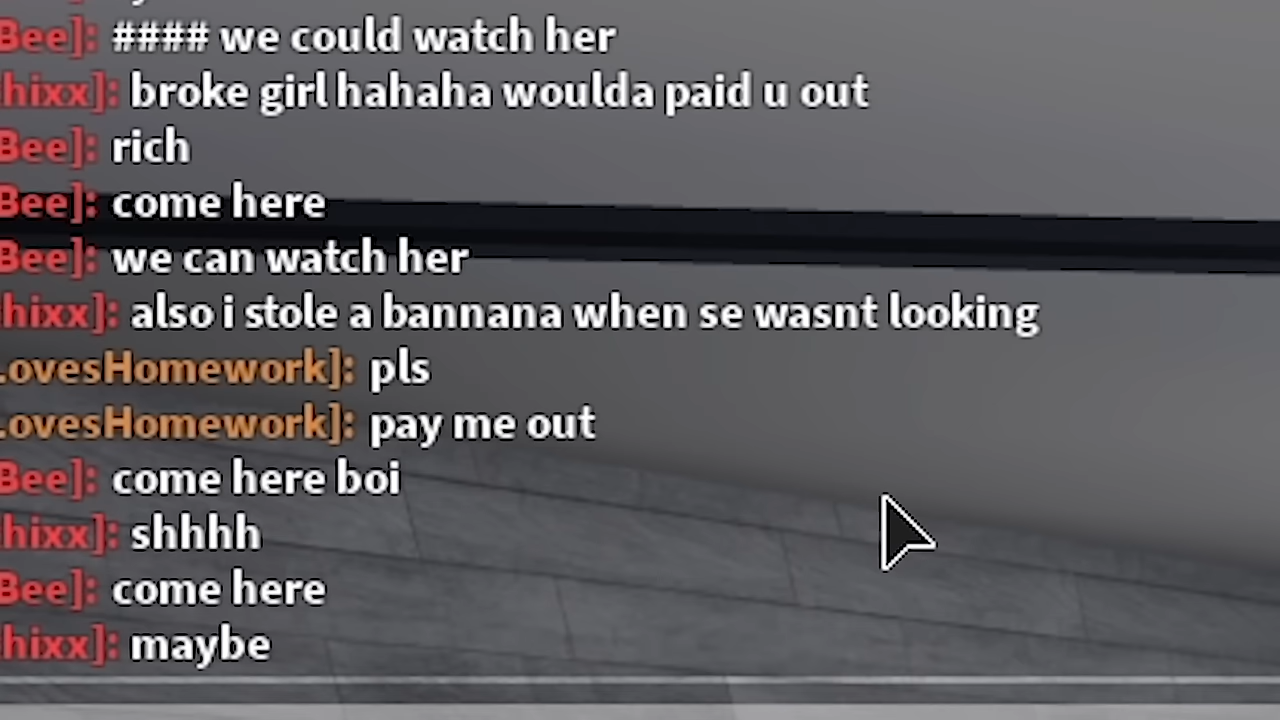 Bee]: #### we could watch her
hixx]: broke girl hahaha woulda paid u out
Bee]: rich
Bee]: come here
Bee]: we can watch her
hixx]: also i stole a bannana when se wasnt looking
.ovesHomework]: pls
.ovesHomework]: pay me out
Bee]: come here boi
hixx]: shhhh
Bee]: come here
hixx]: maybe